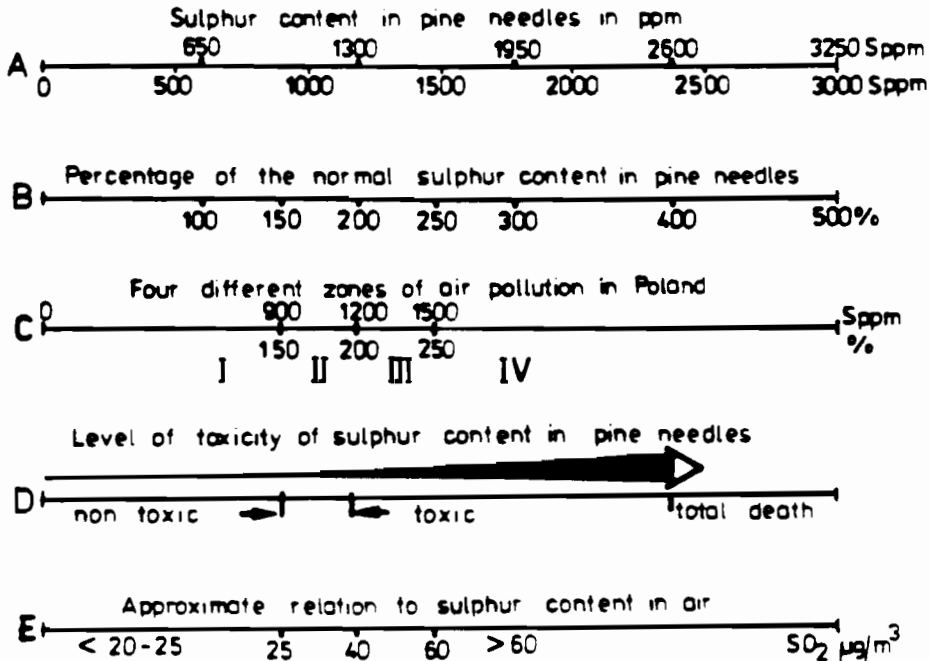 Sulphur content in pine needles in ppm
650 1300 1950 2600 3250 Sppm
A
0 500 1000 1500 2000 2500 3000 Sppm
Percentage of the normal sulphur content in pine needles
B
100 150 200 250 300 400 500%
Four different zones of air pollution in Poland
0 900 1200 1500 Sppm
C
150 200 250 %
I II III IV
Level of toxicity of sulphur content in pine needles
D
non toxic toxic total death
Approximate relation to sulphur content in air
E
< 20-25 25 40 60 >60 SO₂ µg/m³